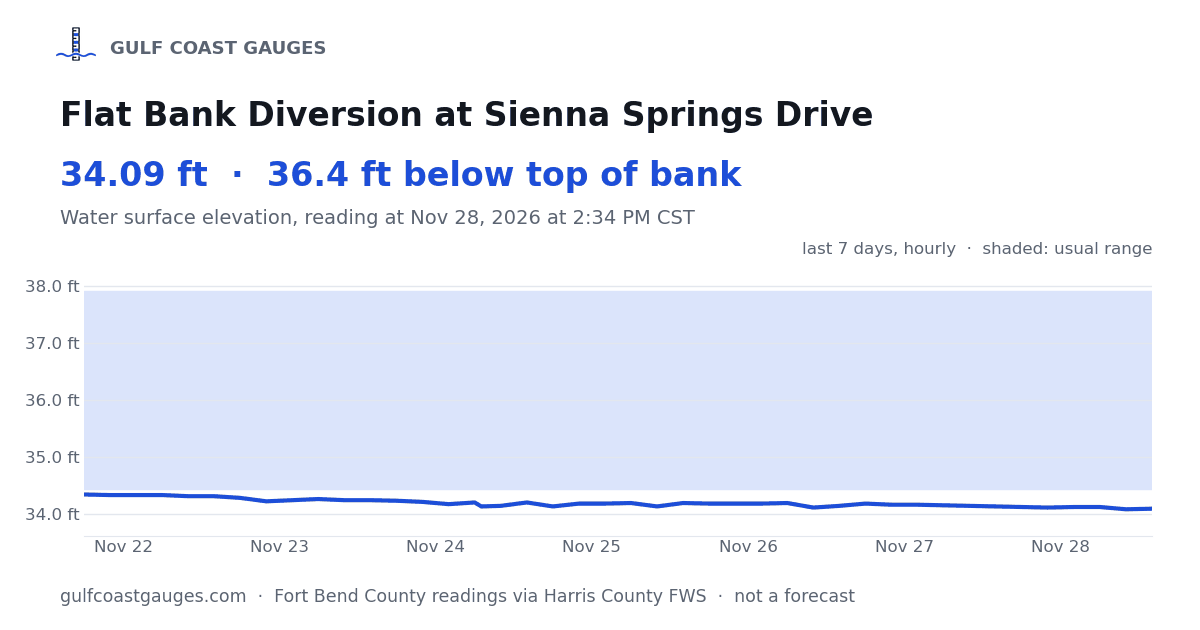 GULF COAST GAUGES
Flat Bank Diversion at Sienna Springs Drive
34.09 ft · 36.4 ft below top of bank
Water surface elevation, reading at Nov 28, 2026 at 2:34 PM CST
last 7 days, hourly · shaded: usual range
38.0 ft
37.0 ft
36.0 ft
35.0 ft
34.0 ft
Nov 22 Nov 23 Nov 24 Nov 25 Nov 26 Nov 27 Nov 28
gulfcoastgauges.com · Fort Bend County readings via Harris County FWS · not a forecast